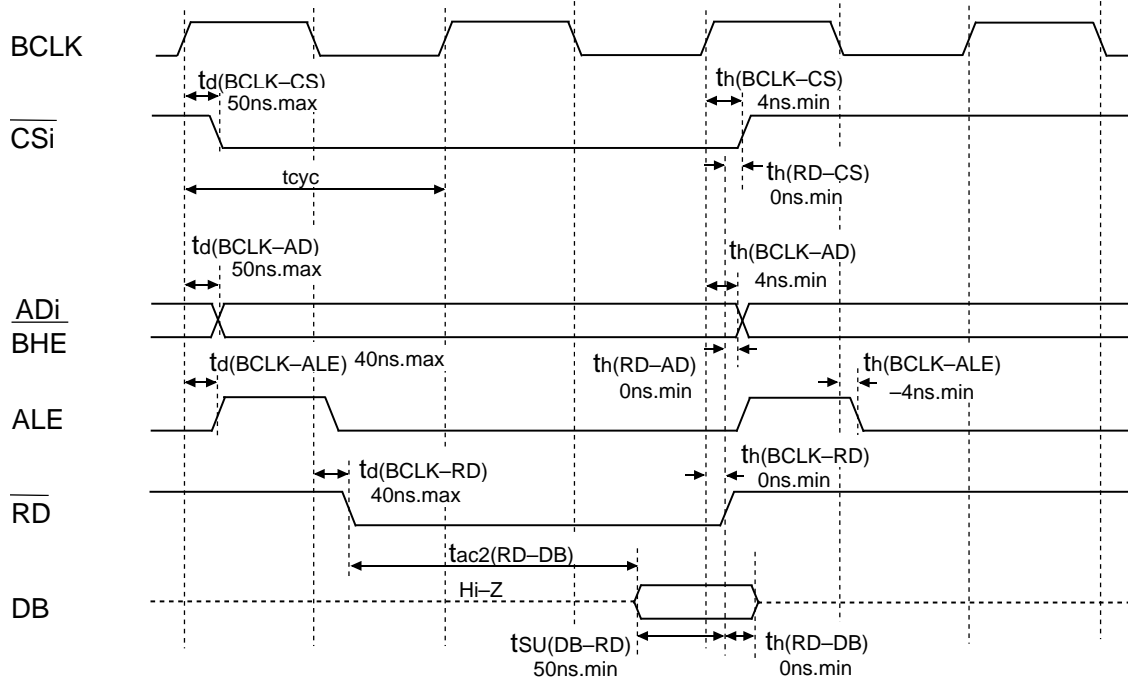 BCLK
td(BCLK–CS)
50ns.max
th(BCLK–CS)
4ns.min
CSi
th(RD–CS)
0ns.min
tcyc
td(BCLK–AD)
50ns.max
th(BCLK–AD)
4ns.min
ADi
BHE
td(BCLK–ALE) 40ns.max
th(RD–AD)
0ns.min
th(BCLK–ALE)
–4ns.min
ALE
td(BCLK–RD)
40ns.max
th(BCLK–RD)
0ns.min
RD
tac2(RD–DB)
Hi–Z
DB
tSU(DB–RD)
50ns.min
th(RD–DB)
0ns.min